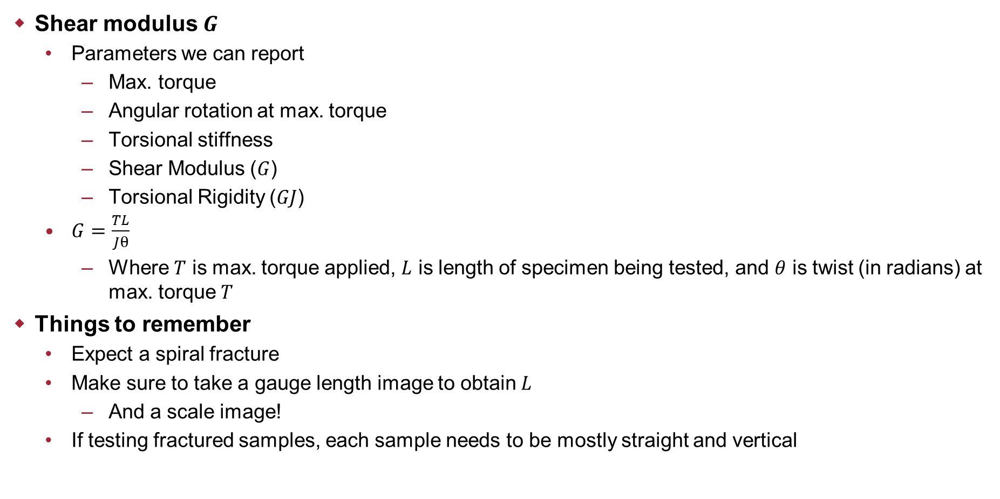 ◆ Shear modulus G
• Parameters we can report
– Max. torque
– Angular rotation at max. torque
– Torsional stiffness
– Shear Modulus (G)
– Torsional Rigidity (GJ)
• G = TL/Jθ
– Where T is max. torque applied, L is length of specimen being tested, and θ is twist (in radians) at
max. torque T
◆ Things to remember
• Expect a spiral fracture
• Make sure to take a gauge length image to obtain L
– And a scale image!
• If testing fractured samples, each sample needs to be mostly straight and vertical